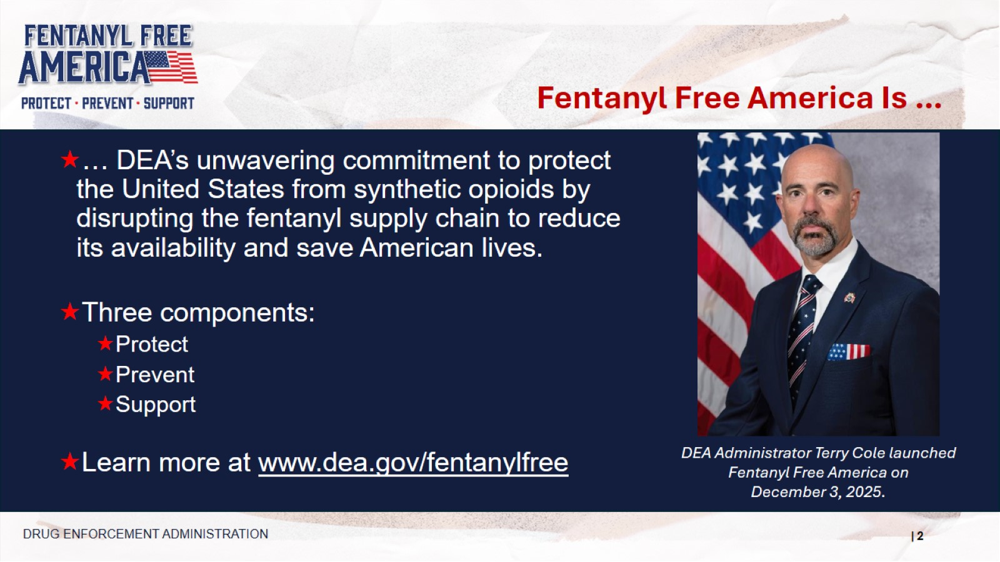 FENTANYL FREE
AMERICA
PROTECT · PREVENT · SUPPORT
Fentanyl Free America Is ...
★… DEA’s unwavering commitment to protect
the United States from synthetic opioids by
disrupting the fentanyl supply chain to reduce
its availability and save American lives.
★Three components:
★Protect
★Prevent
★Support
★Learn more at www.dea.gov/fentanylfree
DEA Administrator Terry Cole launched
Fentanyl Free America on
December 3, 2025.
DRUG ENFORCEMENT ADMINISTRATION
| 2